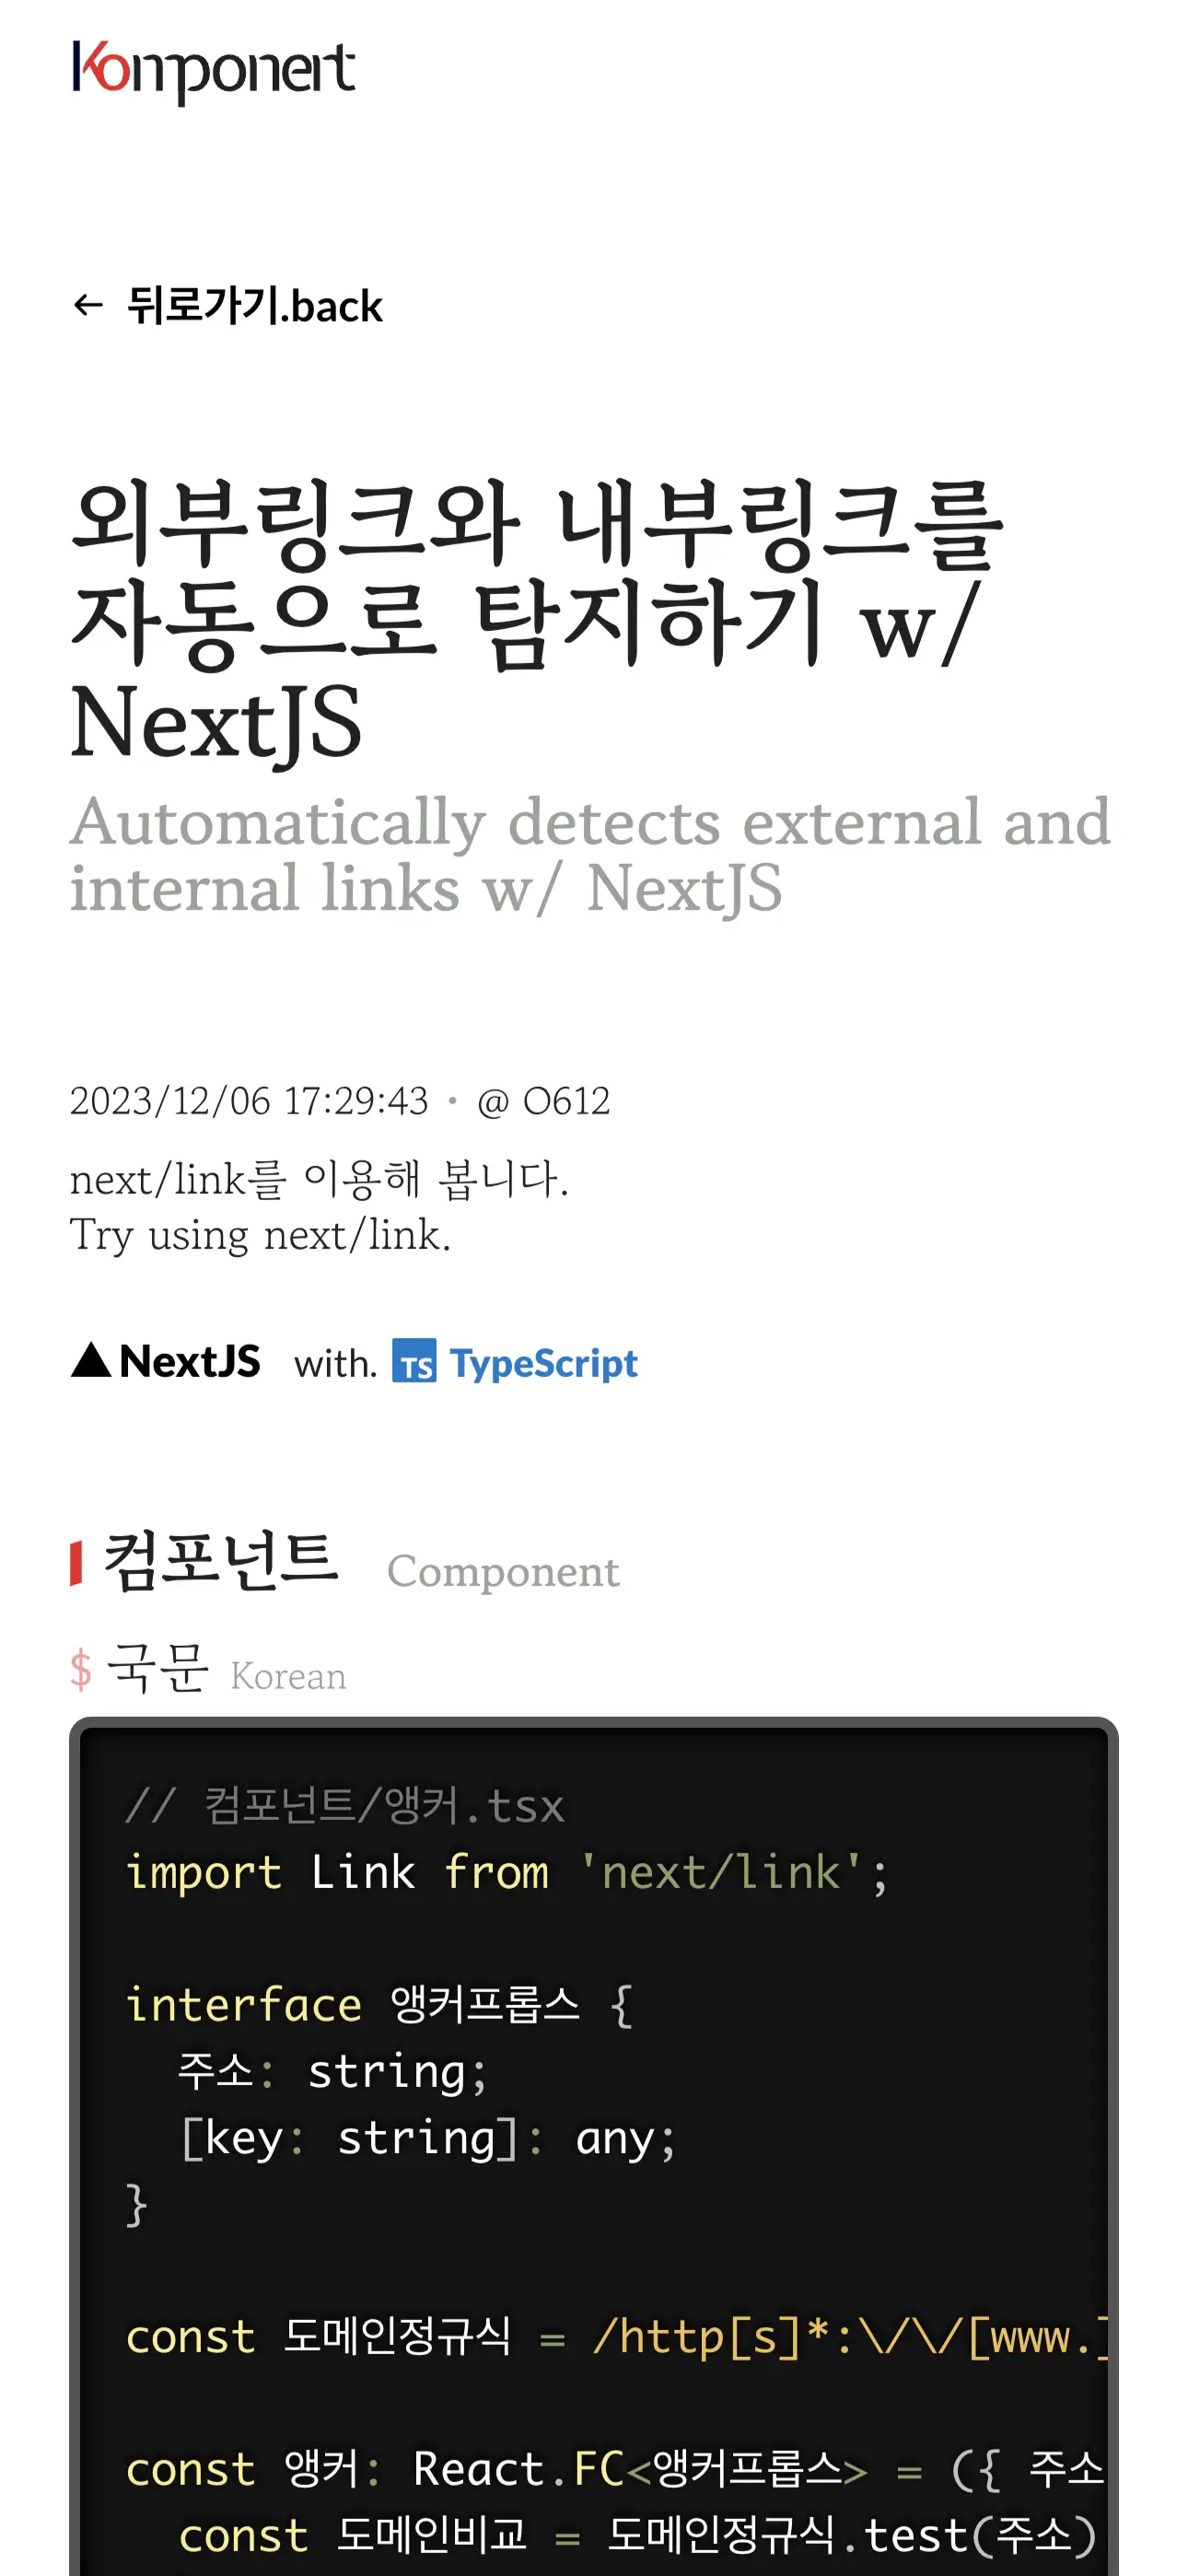 Komponent
← 뒤로가기.back
외부링크와 내부링크를
자동으로 탐지하기 w/
NextJS
Automatically detects external and
internal links w/ NextJS
2023/12/06 17:29:43 • @ O612
next/link를 이용해 봅니다.
Try using next/link.
▲NextJS with. TS TypeScript
컴포넌트 Component
$ 국문 Korean
// 컴포넌트/앵커.tsx
import Link from 'next/link';
interface 앵커프롭스 {
  주소: string;
  [key: string]: any;
}
const 도메인정규식 = /http[s]*:\/\/[www.]
const 앵커: React.FC<앵커프롭스> = ({ 주소
  const 도메인비교 = 도메인정규식.test(주소)